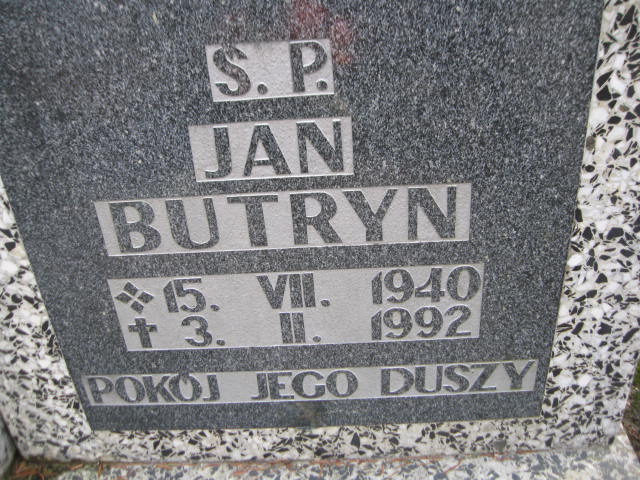 S. P.
JAN
BUTRYN
✤ 15. VII. 1940
✝ 3. II. 1992
POKÓJ JEGO DUSZY